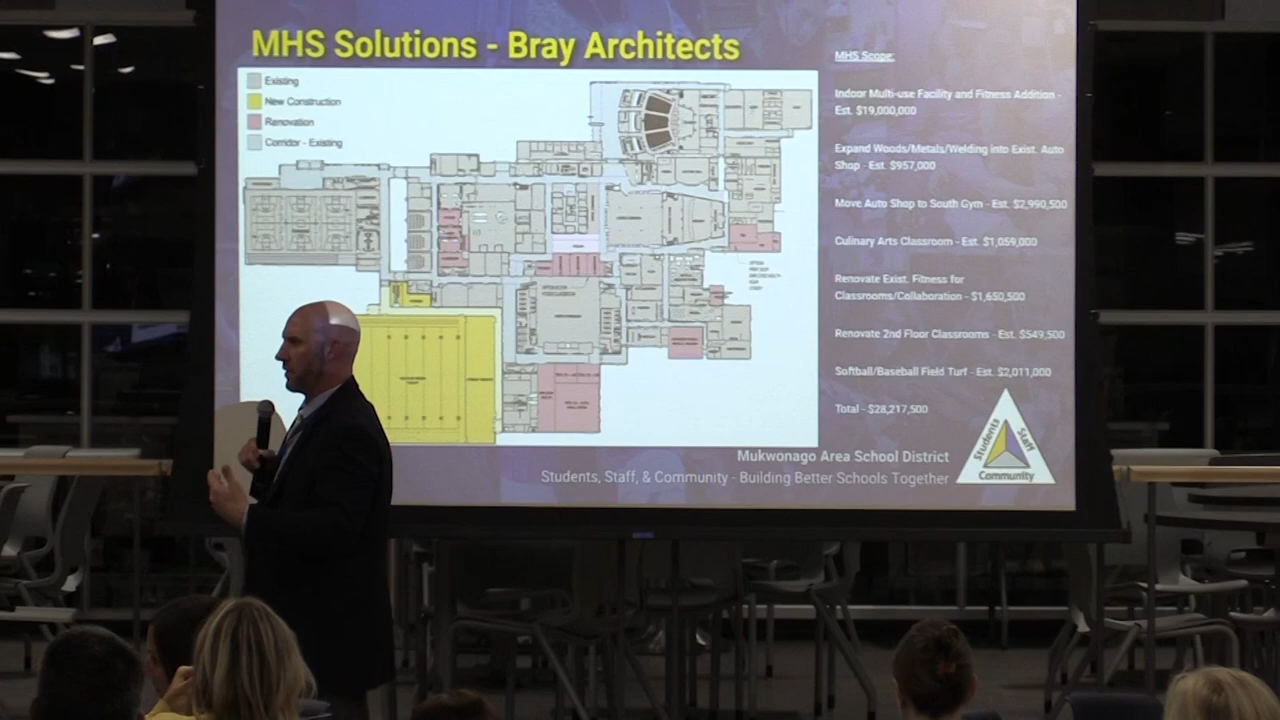 MHS Solutions - Bray Architects
Existing
New Construction
Renovation
Corridor - Existing
MHS Scope:
Indoor Multi-use Facility and Fitness Addition -
Est. $19,000,000
Expand Woods/Metals/Welding into Exist. Auto
Shop - Est. $957,000
Move Auto Shop to South Gym - Est. $2,990,500
Culinary Arts Classroom - Est. $1,059,000
Renovate Exist. Fitness for
Classrooms/Collaboration - $1,650,500
Renovate 2nd Floor Classrooms - Est. $549,500
Softball/Baseball Field Turf - Est. $2,011,000
Total - $28,217,500
Mukwonago Area School District
Students, Staff, & Community - Building Better Schools Together
Students
Staff
Community